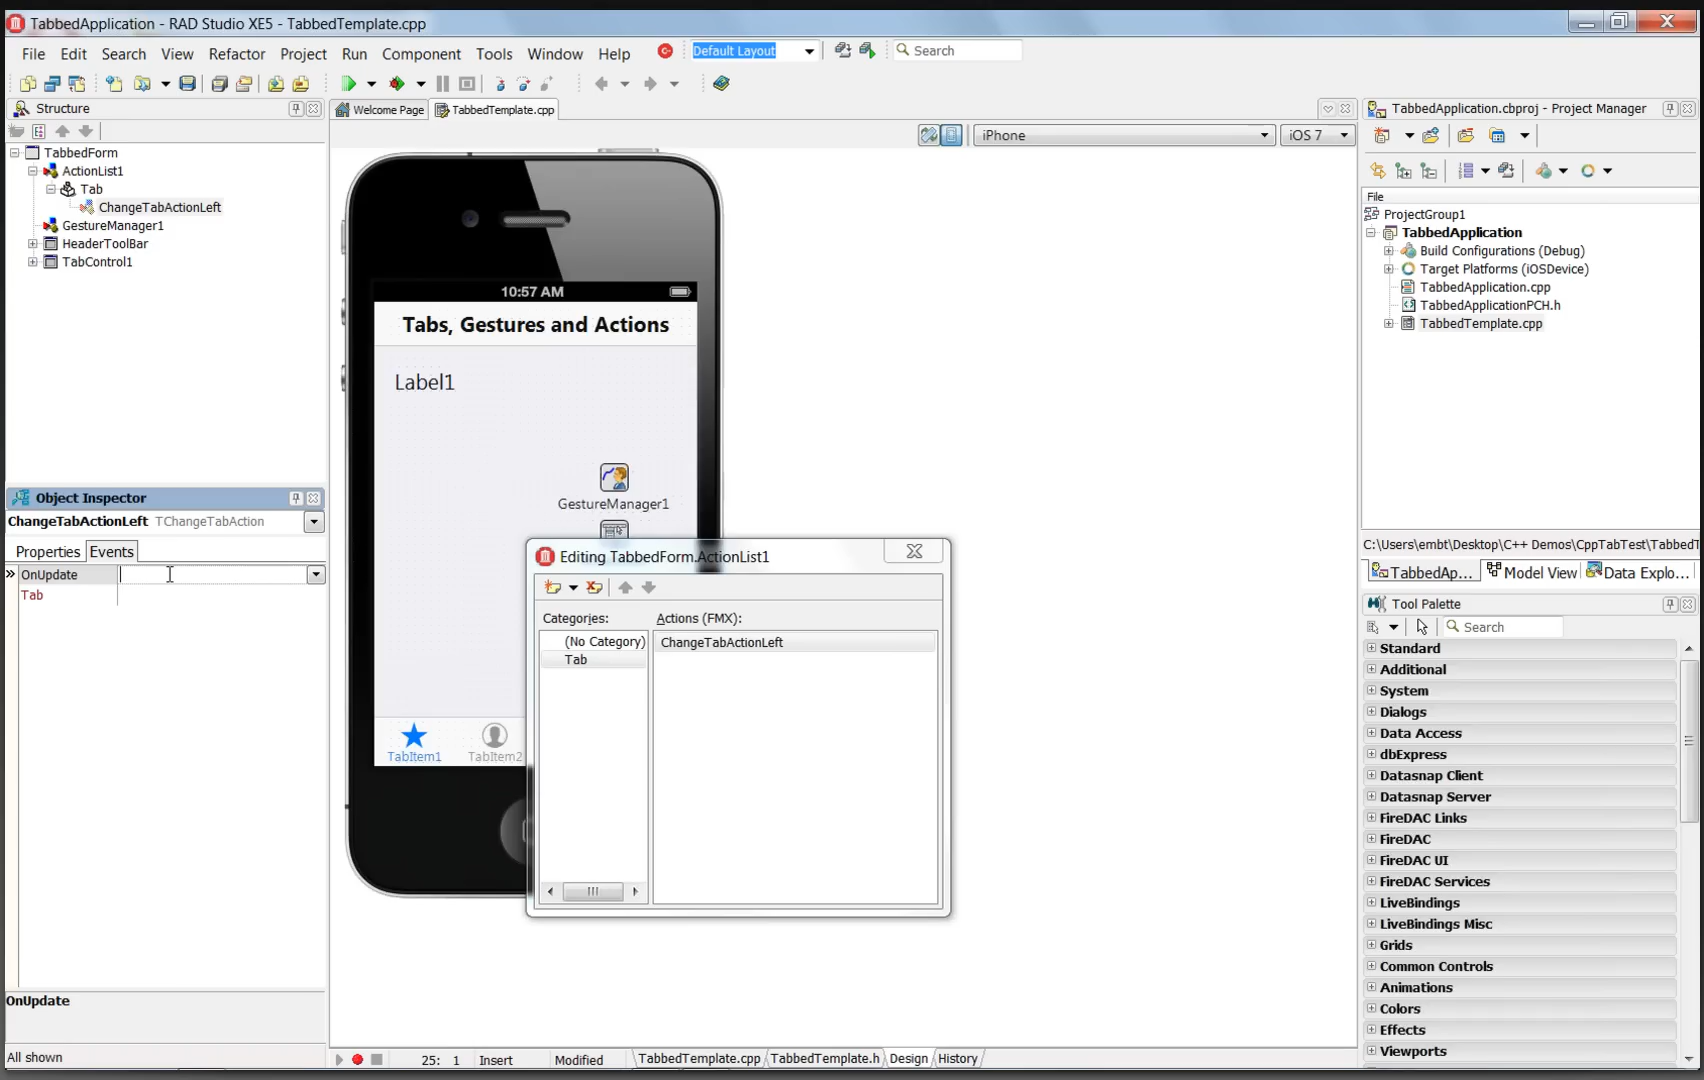 TabbedApplication - RAD Studio XE5 - TabbedTemplate.cpp
File Edit Search View Refactor Project Run Component Tools Window Help
Default Layout
Search
Structure
TabbedForm
ActionList1
Tab
ChangeTabActionLeft
GestureManager1
HeaderToolBar
TabControl1
Object Inspector
ChangeTabActionLeft TChangeTabAction
Properties Events
OnUpdate
Tab
OnUpdate
All shown
Welcome Page TabbedTemplate.cpp
iPhone
iOS 7
10:57 AM
Tabs, Gestures and Actions
Label1
GestureManager1
TabItem1 TabItem2
Editing TabbedForm.ActionList1
Categories: Actions (FMX):
(No Category) ChangeTabActionLeft
Tab
25: 1 Insert Modified TabbedTemplate.cpp TabbedTemplate.h Design History
TabbedApplication.cbproj - Project Manager
File
ProjectGroup1
TabbedApplication
Build Configurations (Debug)
Target Platforms (iOSDevice)
TabbedApplication.cpp
TabbedApplicationPCH.h
TabbedTemplate.cpp
C:\Users\embt\Desktop\C++ Demos\CppTabTest\TabbedT
TabbedAp... Model View Data Explo...
Tool Palette
Search
Standard
Additional
System
Dialogs
Data Access
dbExpress
Datasnap Client
Datasnap Server
FireDAC Links
FireDAC
FireDAC UI
FireDAC Services
LiveBindings
LiveBindings Misc
Grids
Common Controls
Animations
Colors
Effects
Viewports